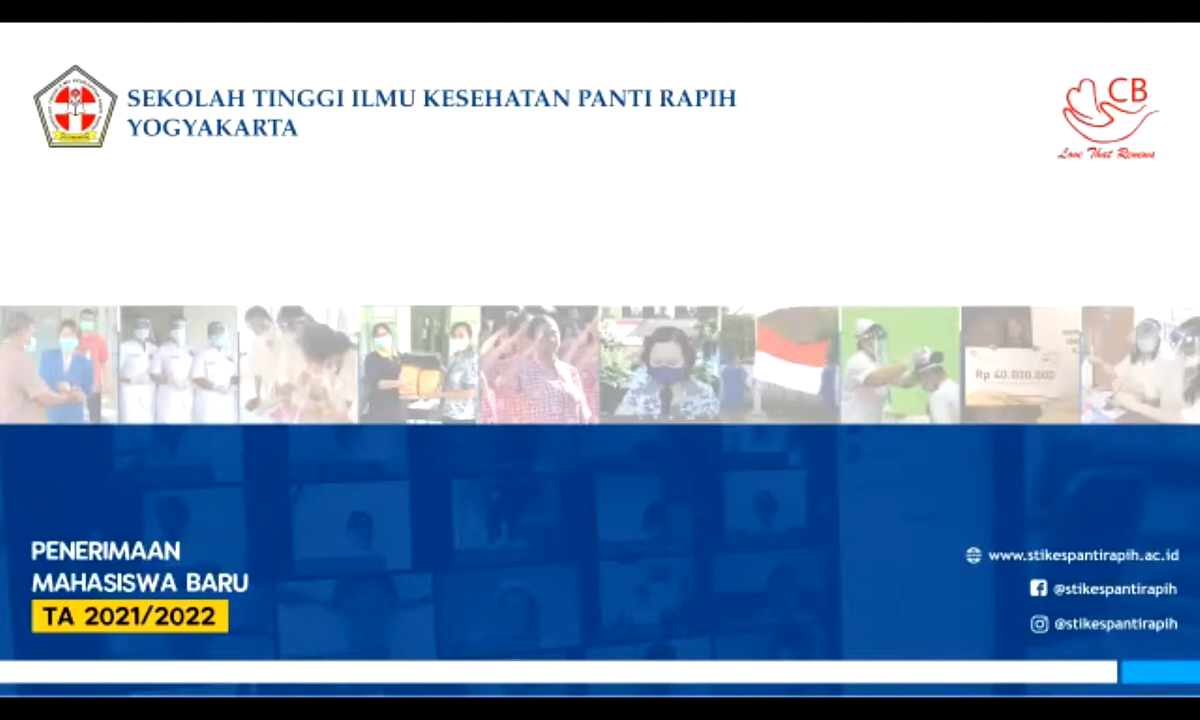 SEKOLAH TINGGI ILMU KESEHATAN PANTI RAPIH
YOGYAKARTA
CB
Love That Renews
Rp 40.000.000
PENERIMAAN
MAHASISWA BARU
TA 2021/2022
www.stikespantirapih.ac.id
@stikespantirapih
@stikespantirapih